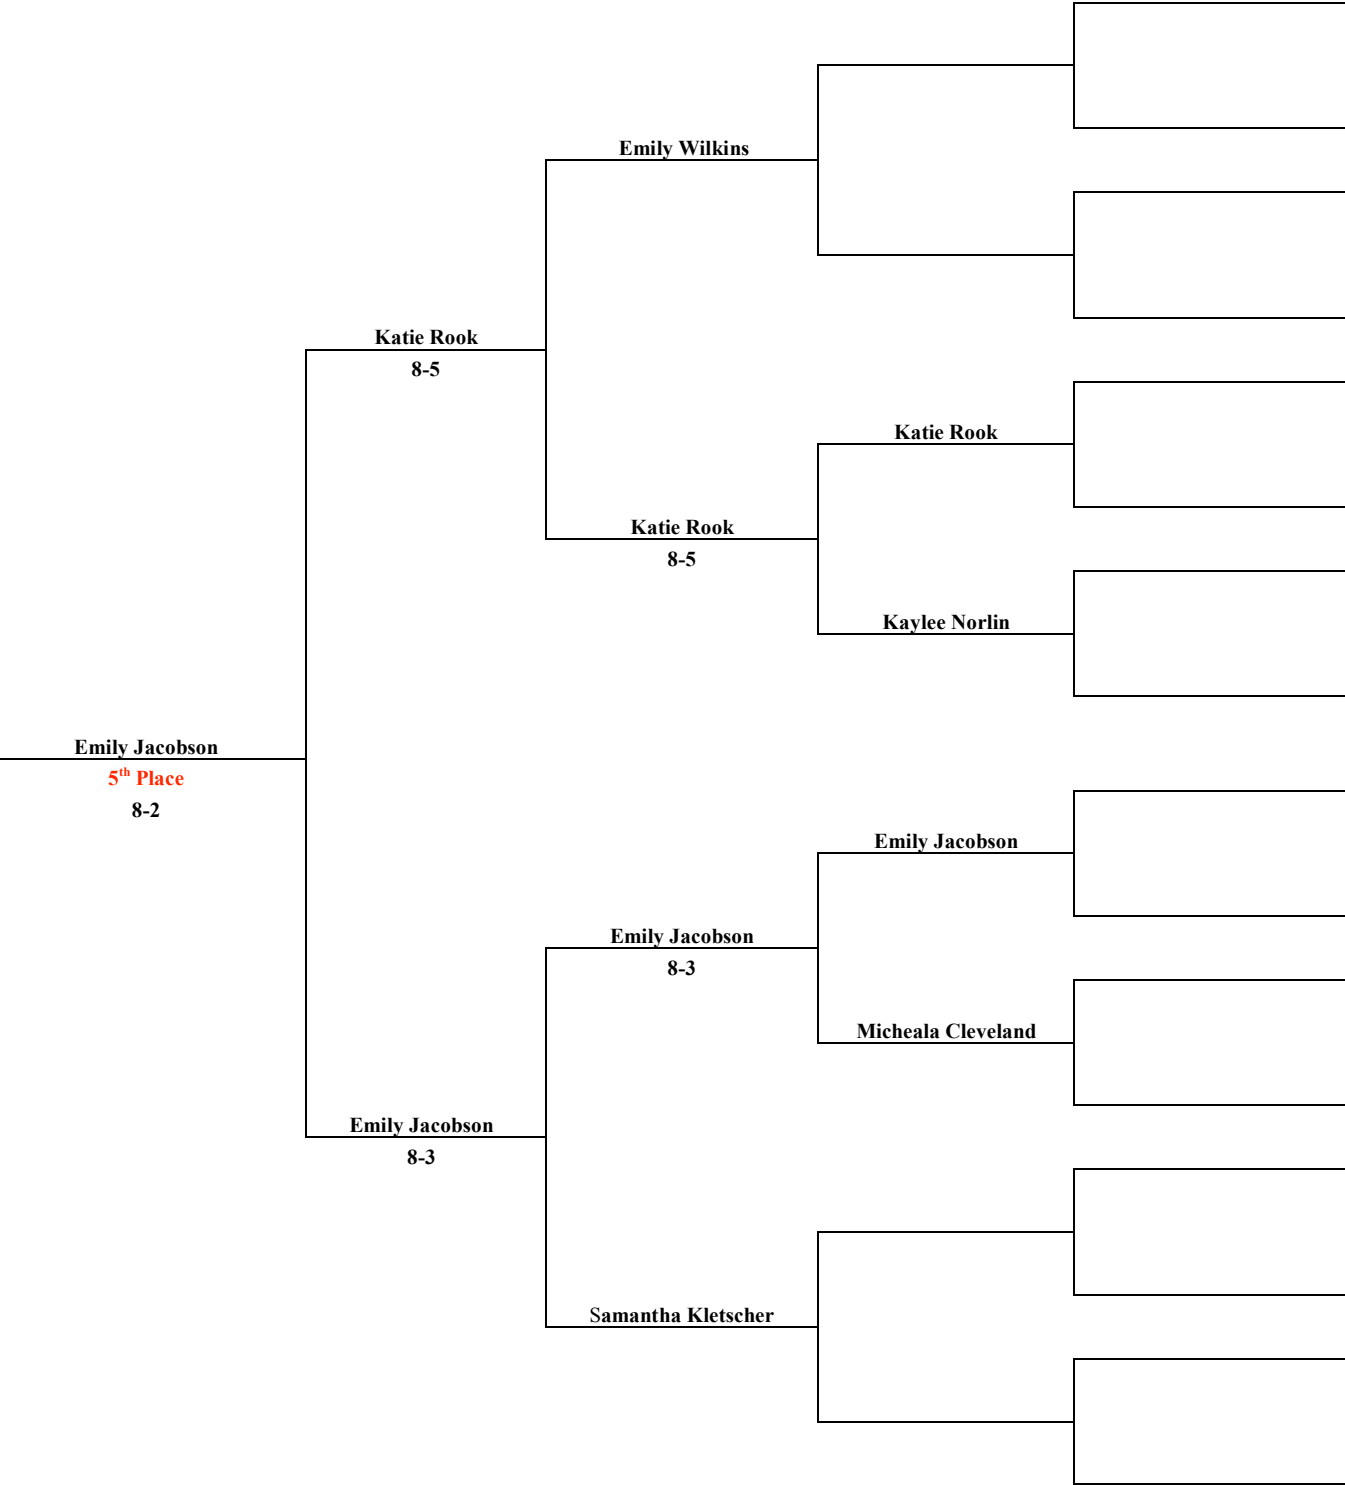 Emily Wilkins
Katie Rook
8-5
Katie Rook
Katie Rook
8-5
Kaylee Norlin
Emily Jacobson
5th Place
8-2
Emily Jacobson
Emily Jacobson
8-3
Micheala Cleveland
Emily Jacobson
8-3
Samantha Kletscher